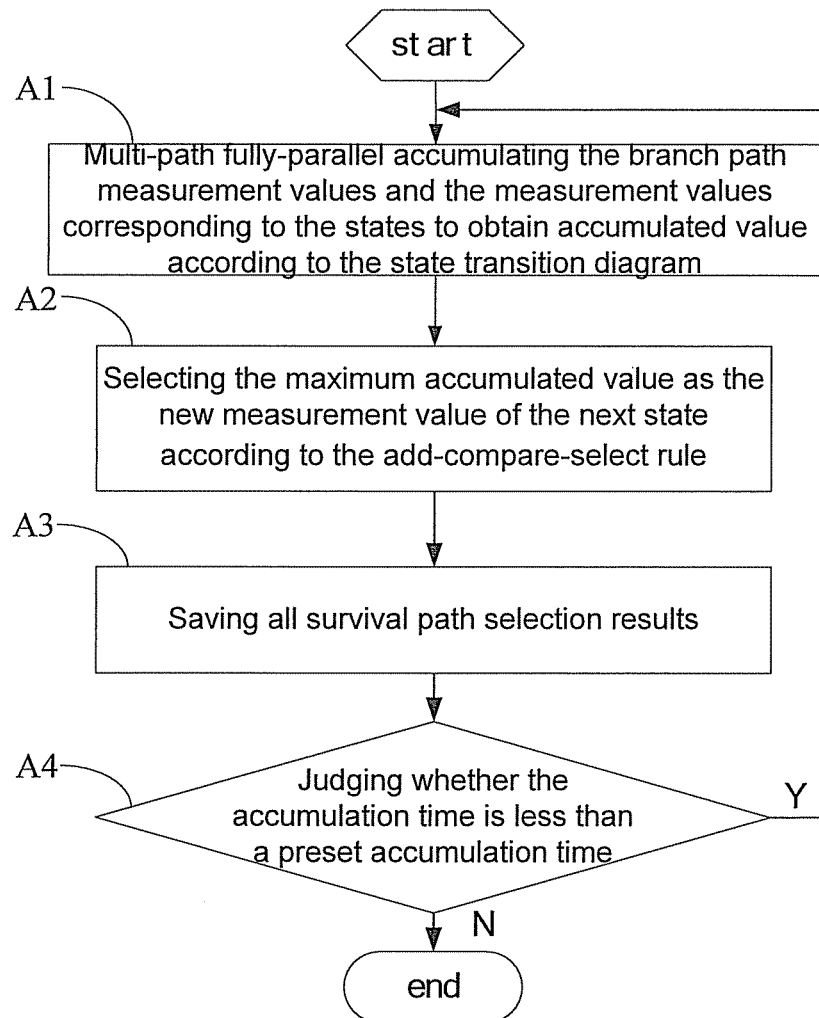 start
A1
Multi-path fully-parallel accumulating the branch path
measurement values and the measurement values
corresponding to the states to obtain accumulated value
according to the state transition diagram
A2
Selecting the maximum accumulated value as the
new measurement value of the next state
according to the add-compare-select rule
A3
Saving all survival path selection results
A4
Judging whether the
accumulation time is less than
a preset accumulation time
Y
N
end